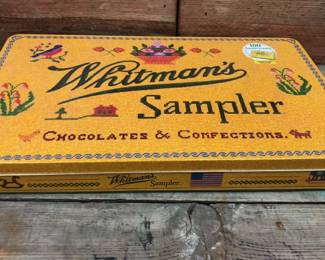 Whitman's
Sampler
CHOCOLATES & CONFECTIONS.
Whitman's Sampler